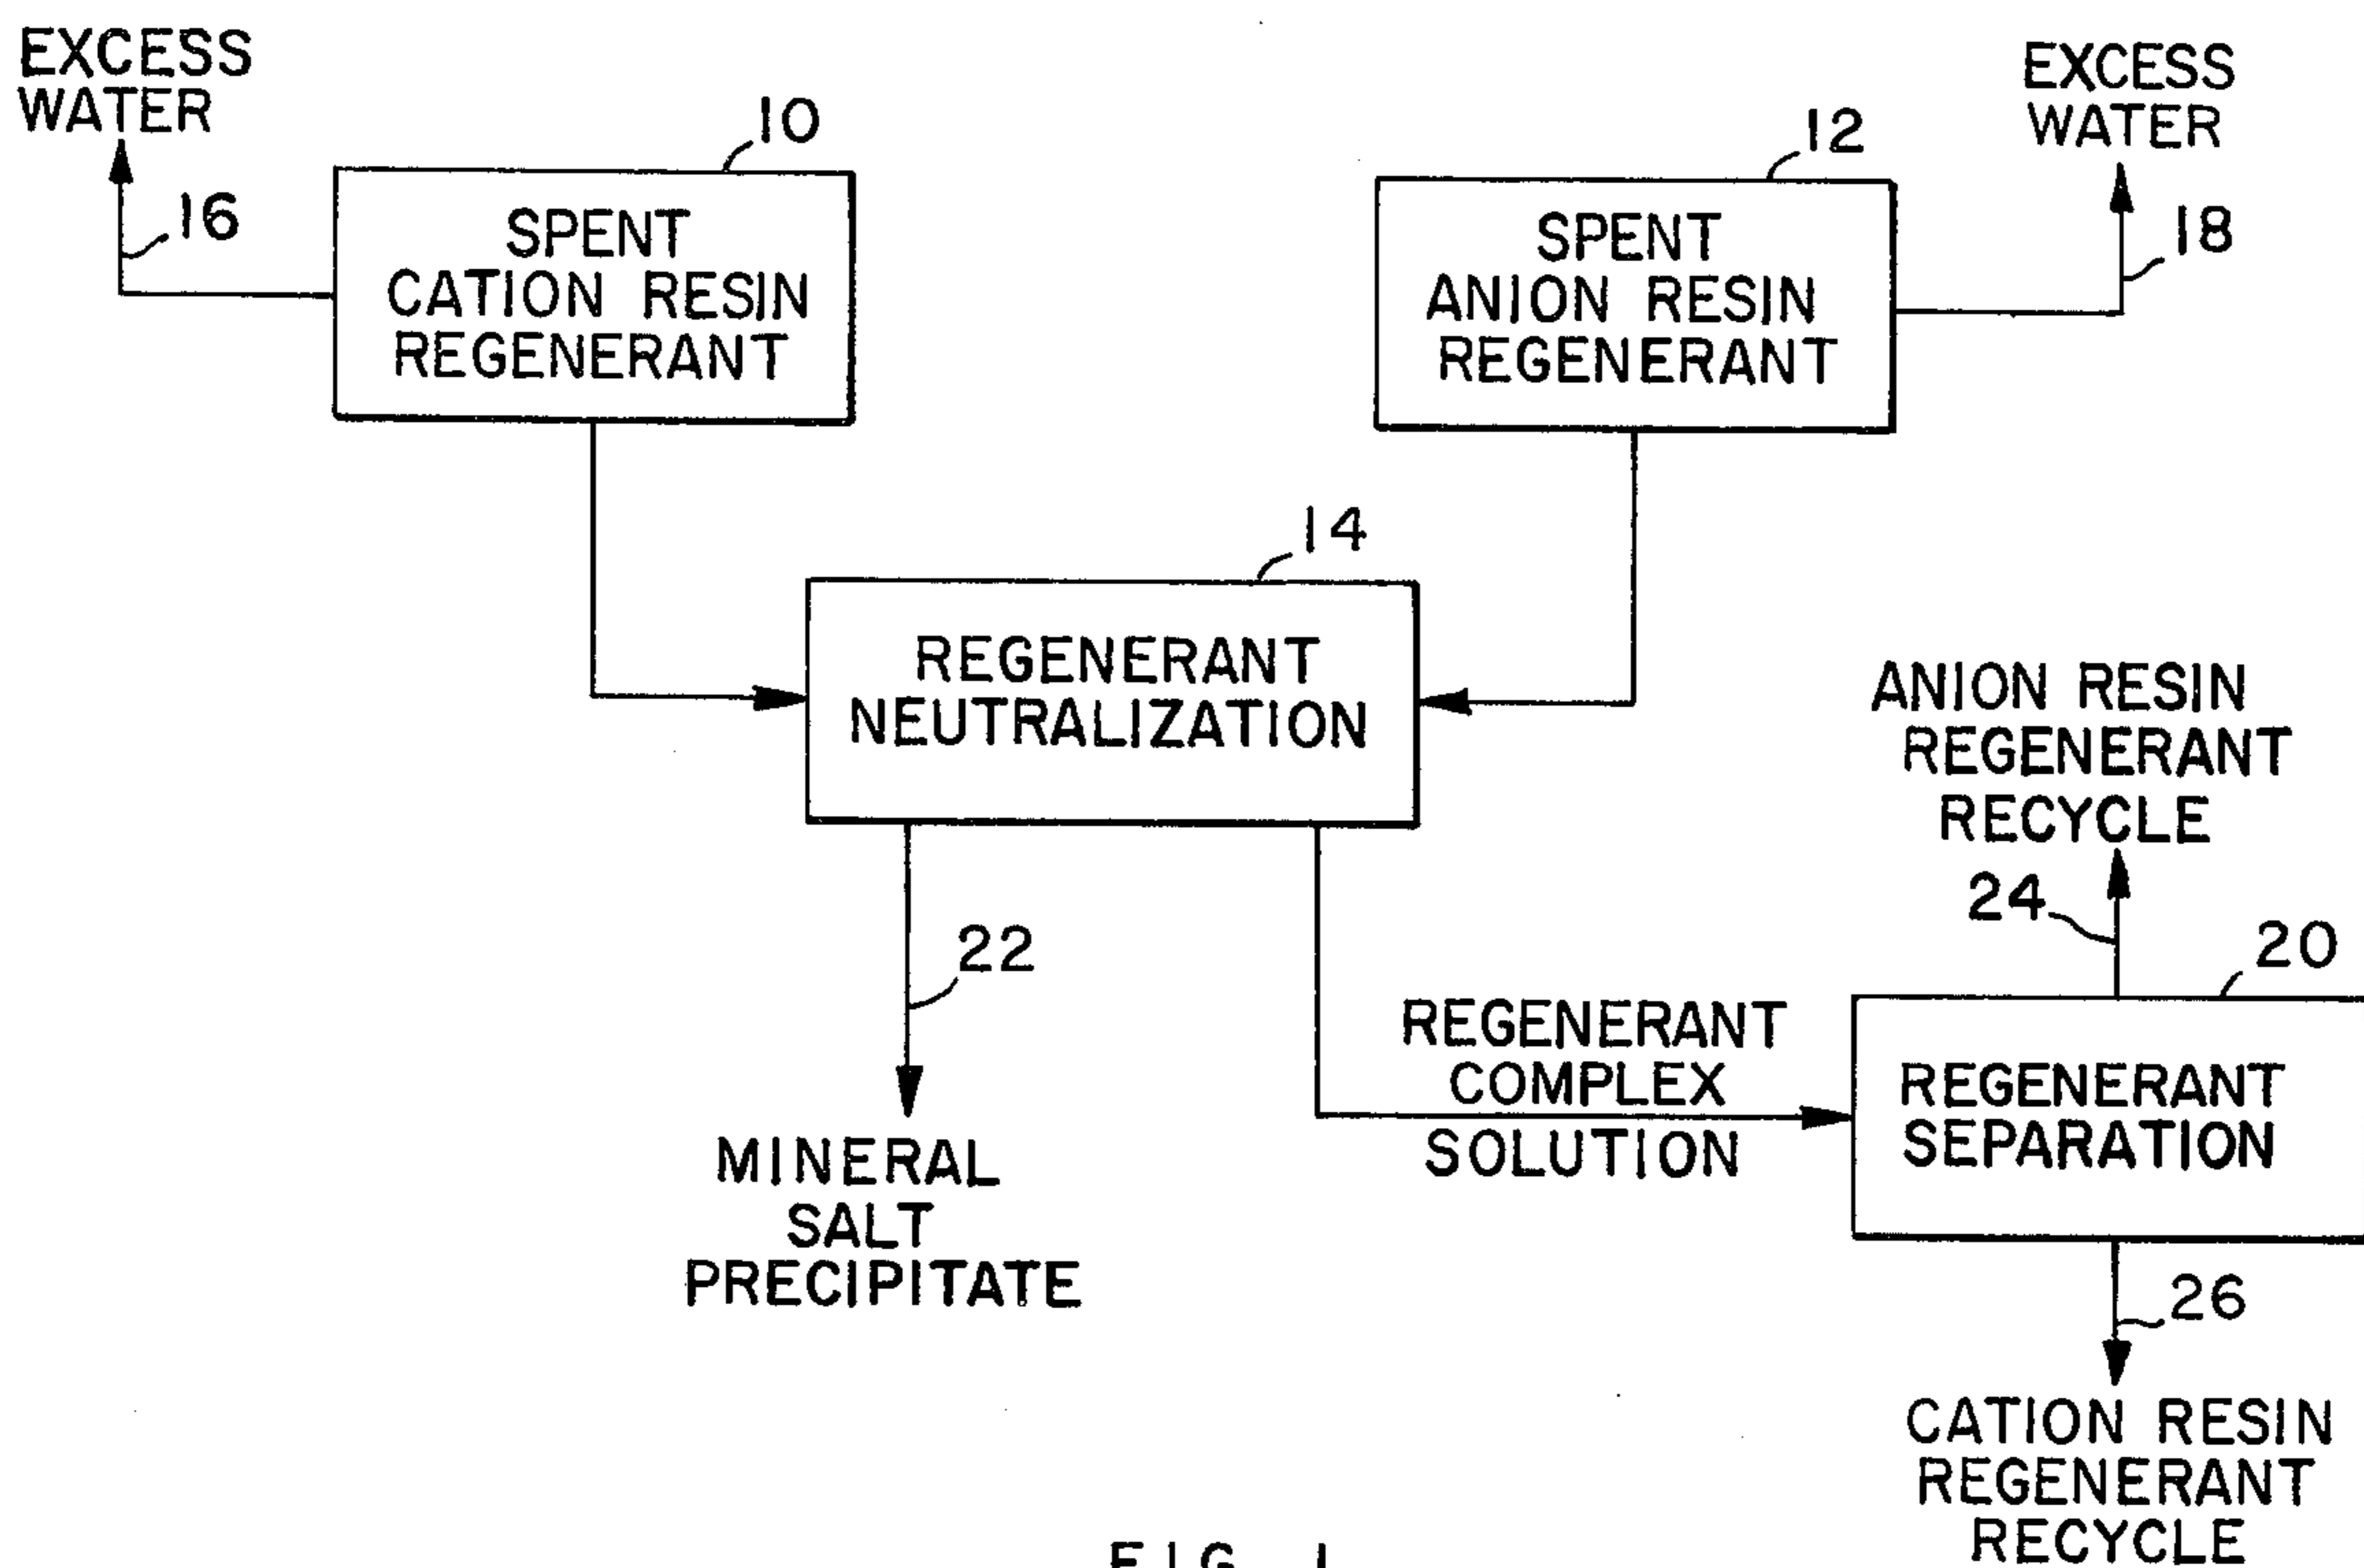 EXCESS
WATER
16
10
SPENT
CATION RESIN
REGENERANT
12
SPENT
ANION RESIN
REGENERANT
EXCESS
WATER
18
14
REGENERANT
NEUTRALIZATION
22
MINERAL
SALT
PRECIPITATE
REGENERANT
COMPLEX
SOLUTION
ANION RESIN
REGENERANT
RECYCLE
24
20
REGENERANT
SEPARATION
26
CATION RESIN
REGENERANT
RECYCLE
FIG. 1